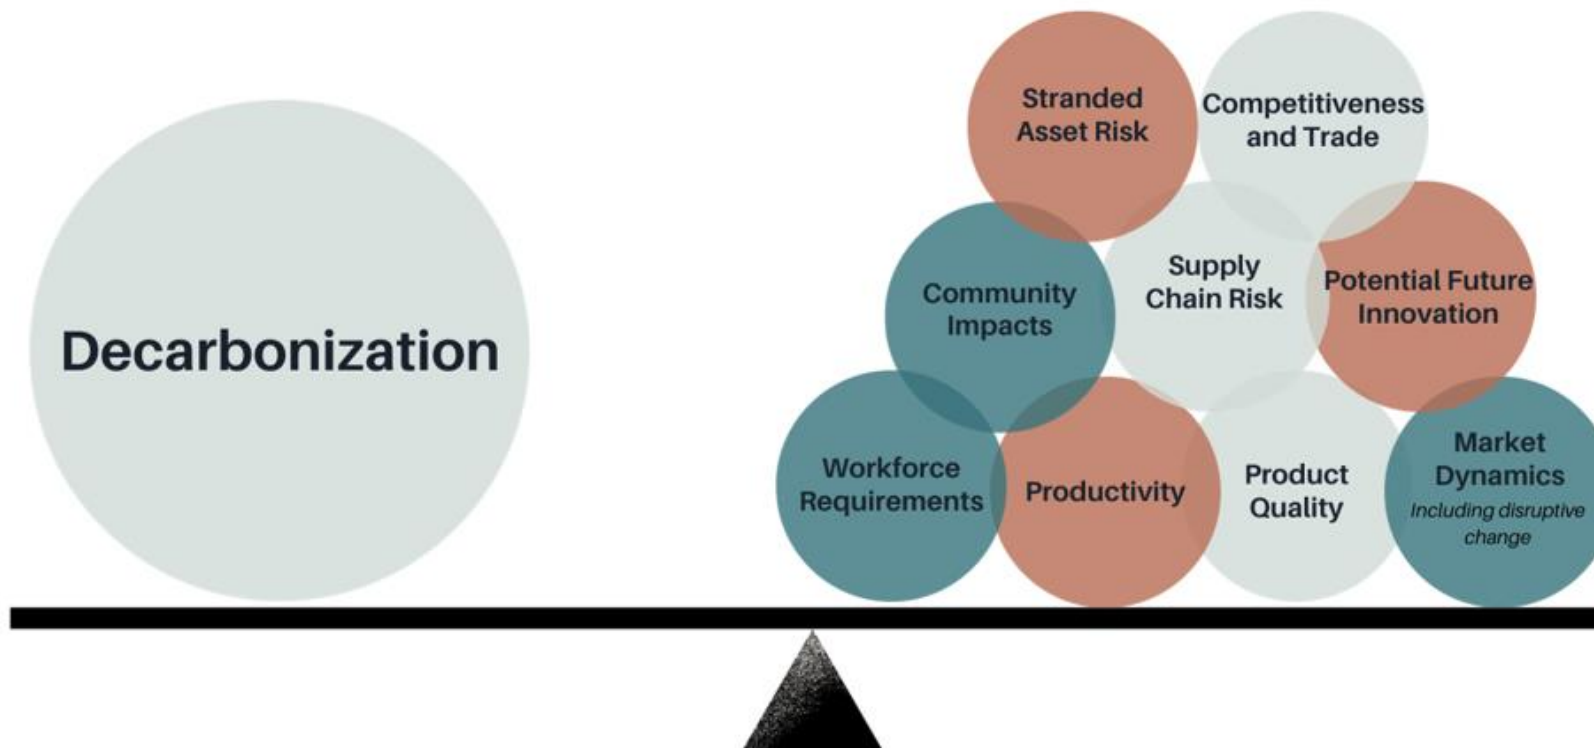 Decarbonization
Stranded
Asset Risk
Competitiveness
and Trade
Community
Impacts
Supply
Chain Risk
Potential Future
Innovation
Workforce
Requirements
Productivity
Product
Quality
Market
Dynamics
Including disruptive
change